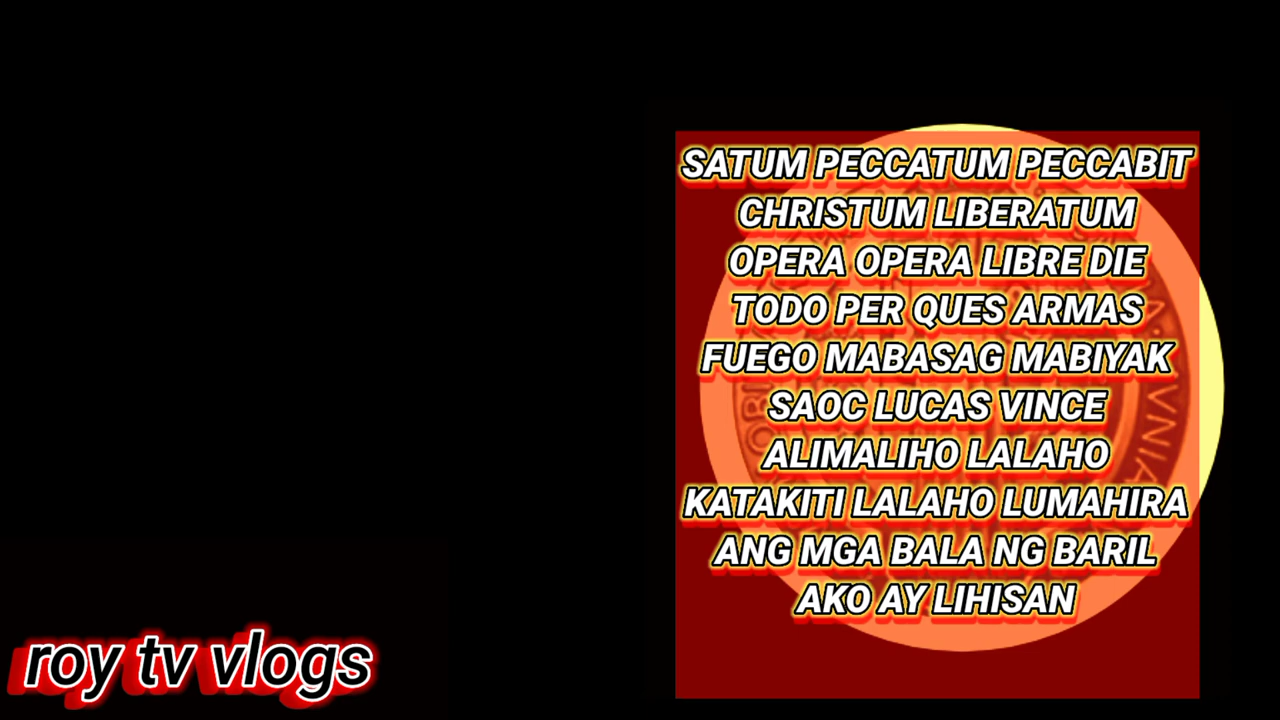 SATUM PECCATUM PECCABIT
CHRISTUM LIBERATUM
OPERA OPERA LIBRE DIE
TODO PER QUES ARMAS
FUEGO MABASAG MABIYAK
SAOC LUCAS VINCE
ALIMALIHO LALAHO
KATAKITI LALAHO LUMAHIRA
ANG MGA BALA NG BARIL
AKO AY LIHISAN
roy tv vlogs